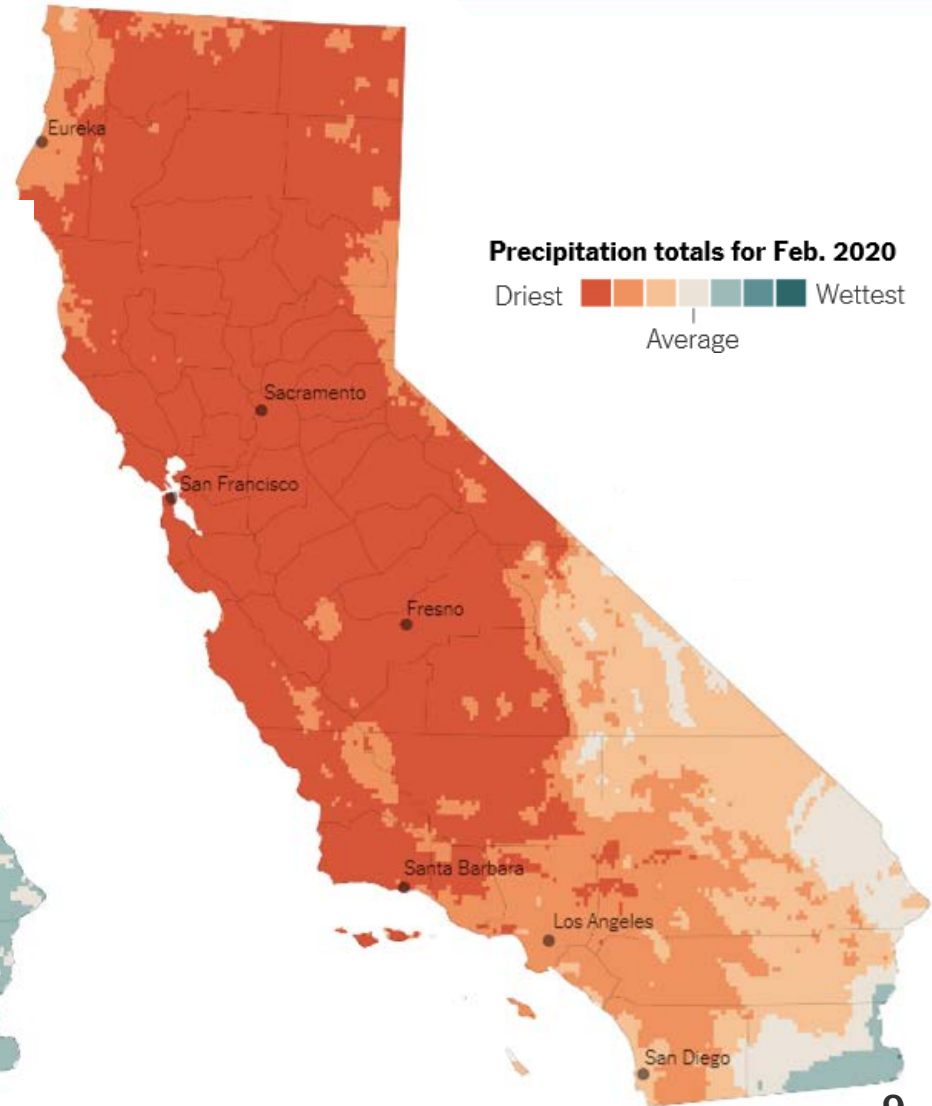 Eureka
Precipitation totals for Feb. 2020
Driest
Wettest
Average
Sacramento
San Francisco
Fresno
Santa Barbara
Los Angeles
San Diego